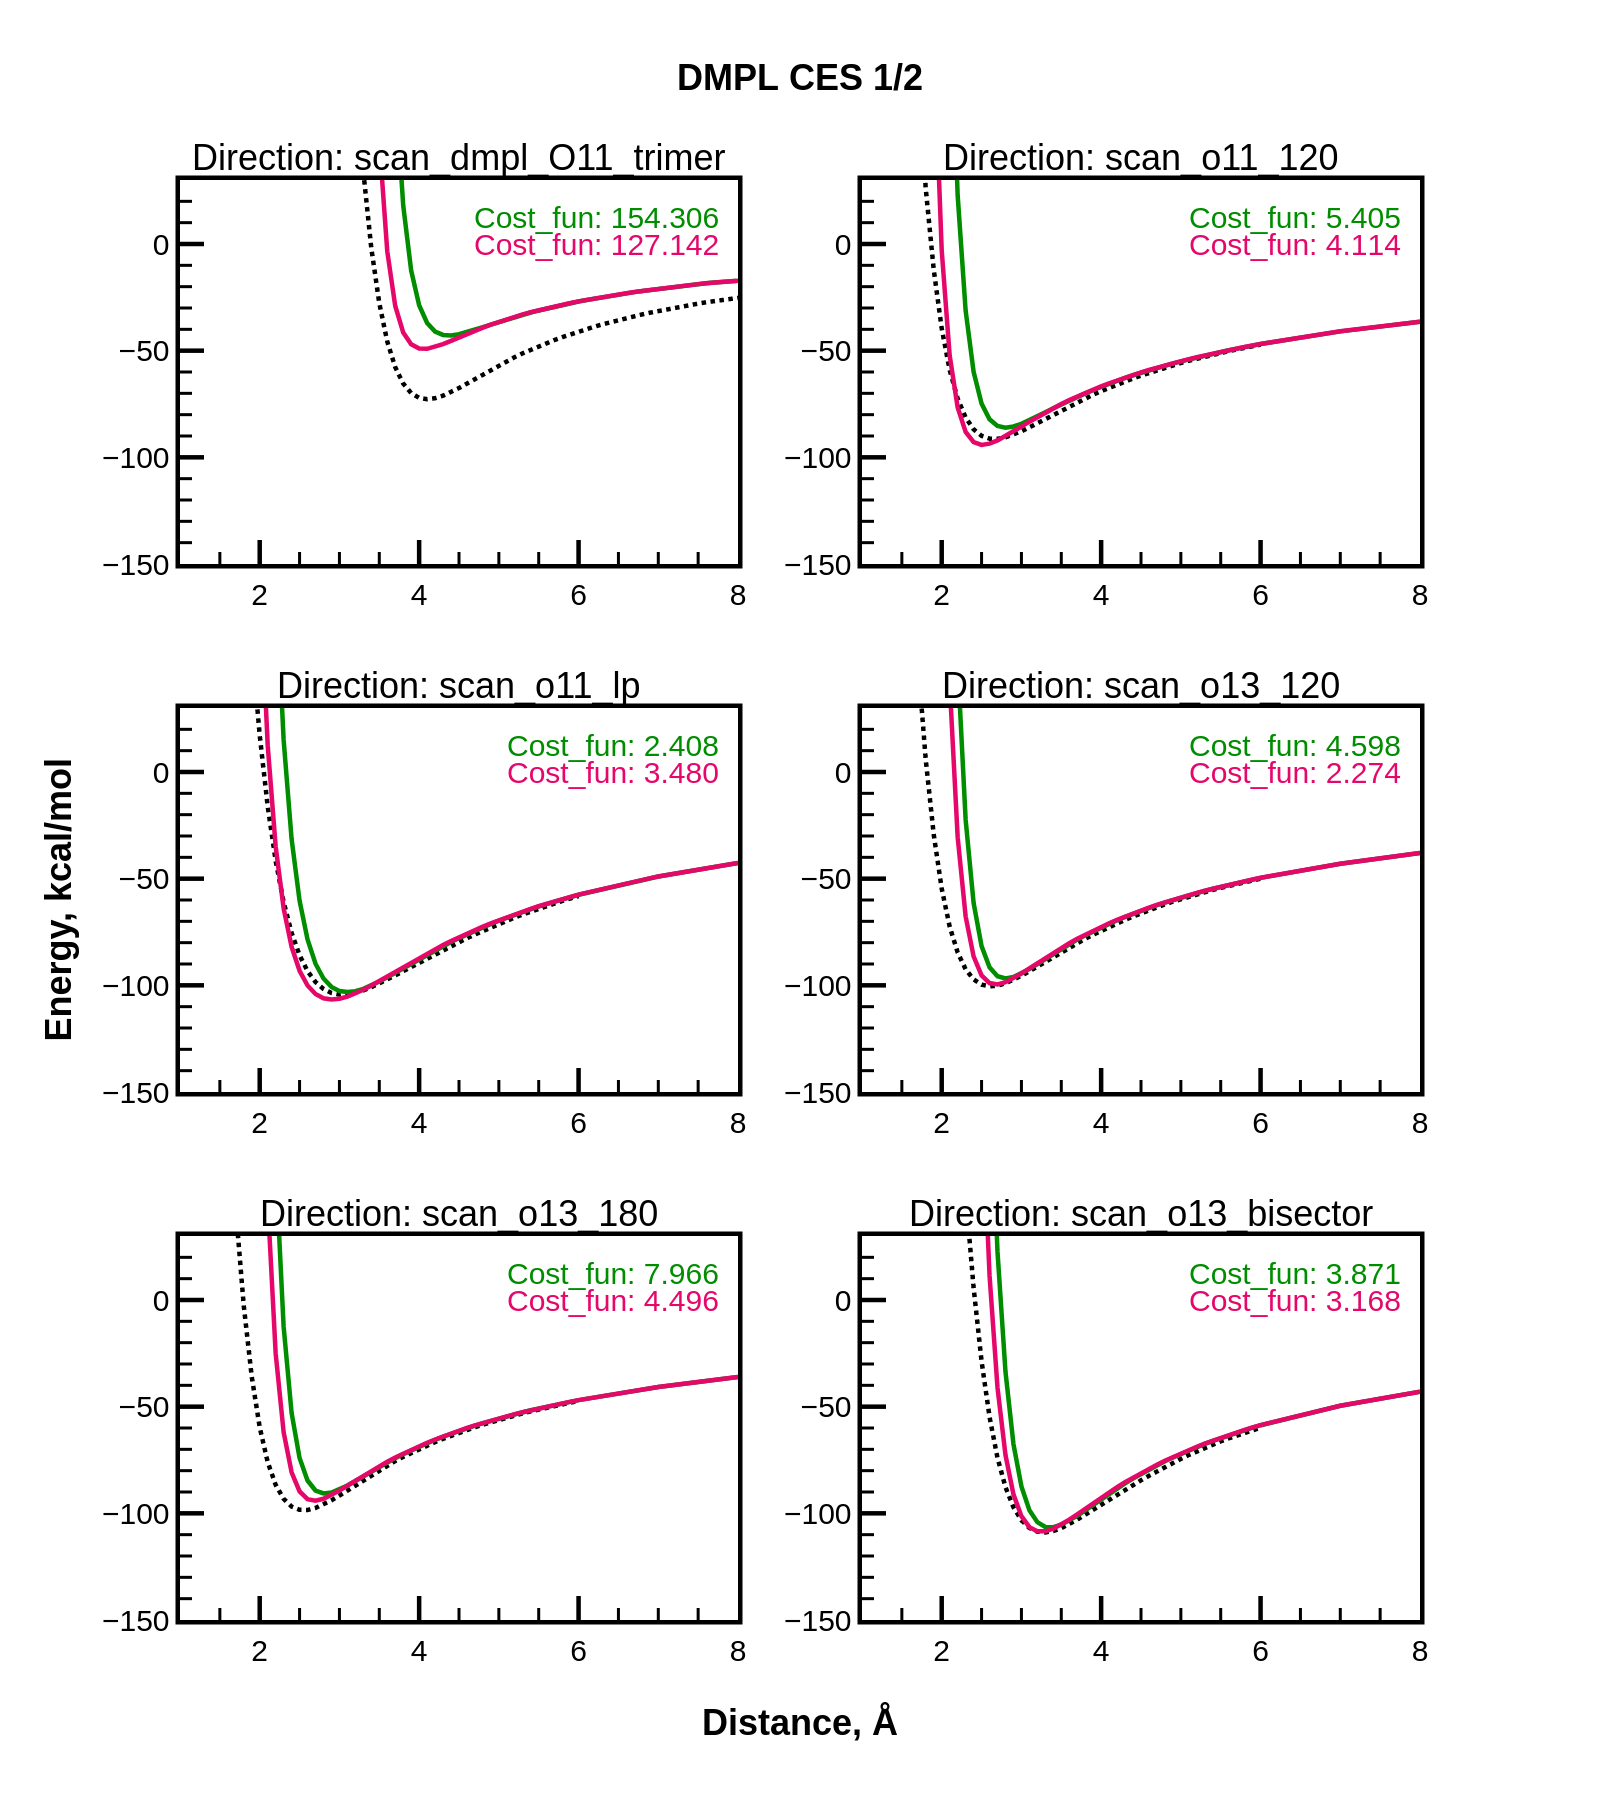 DMPL CES 1/2
Direction: scan_dmpl_O11_trimer
Cost_fun: 154.306
Cost_fun: 127.142
0
−50
−100
−150
2 4 6 8
Direction: scan_o11_120
Cost_fun: 5.405
Cost_fun: 4.114
0
−50
−100
−150
2 4 6 8
Energy, kcal/mol
Direction: scan_o11_lp
Cost_fun: 2.408
Cost_fun: 3.480
0
−50
−100
−150
2 4 6 8
Direction: scan_o13_120
Cost_fun: 4.598
Cost_fun: 2.274
0
−50
−100
−150
2 4 6 8
Direction: scan_o13_180
Cost_fun: 7.966
Cost_fun: 4.496
0
−50
−100
−150
2 4 6 8
Direction: scan_o13_bisector
Cost_fun: 3.871
Cost_fun: 3.168
0
−50
−100
−150
2 4 6 8
Distance, Å